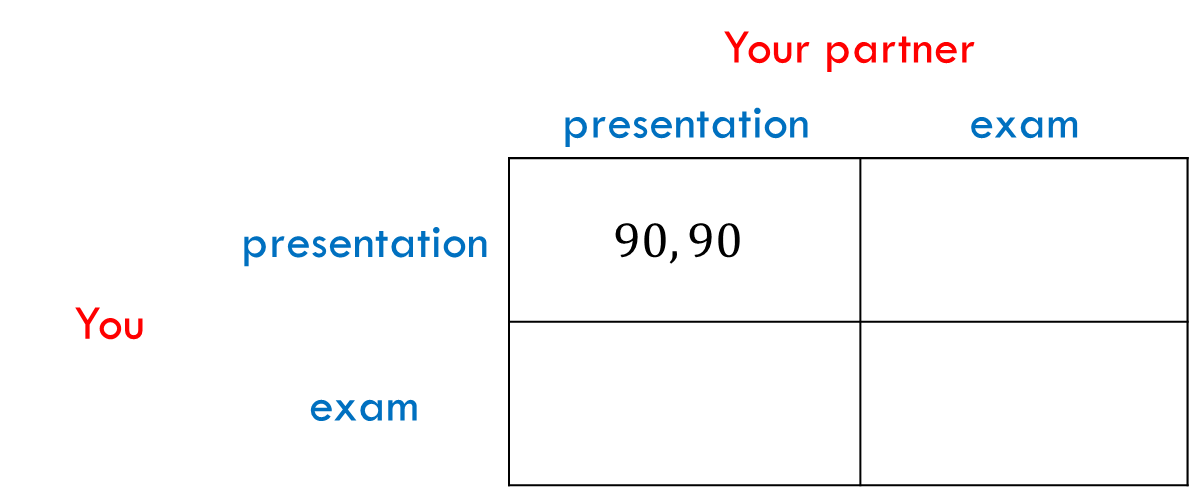 Your partner
presentation exam
presentation 90, 90
You
exam